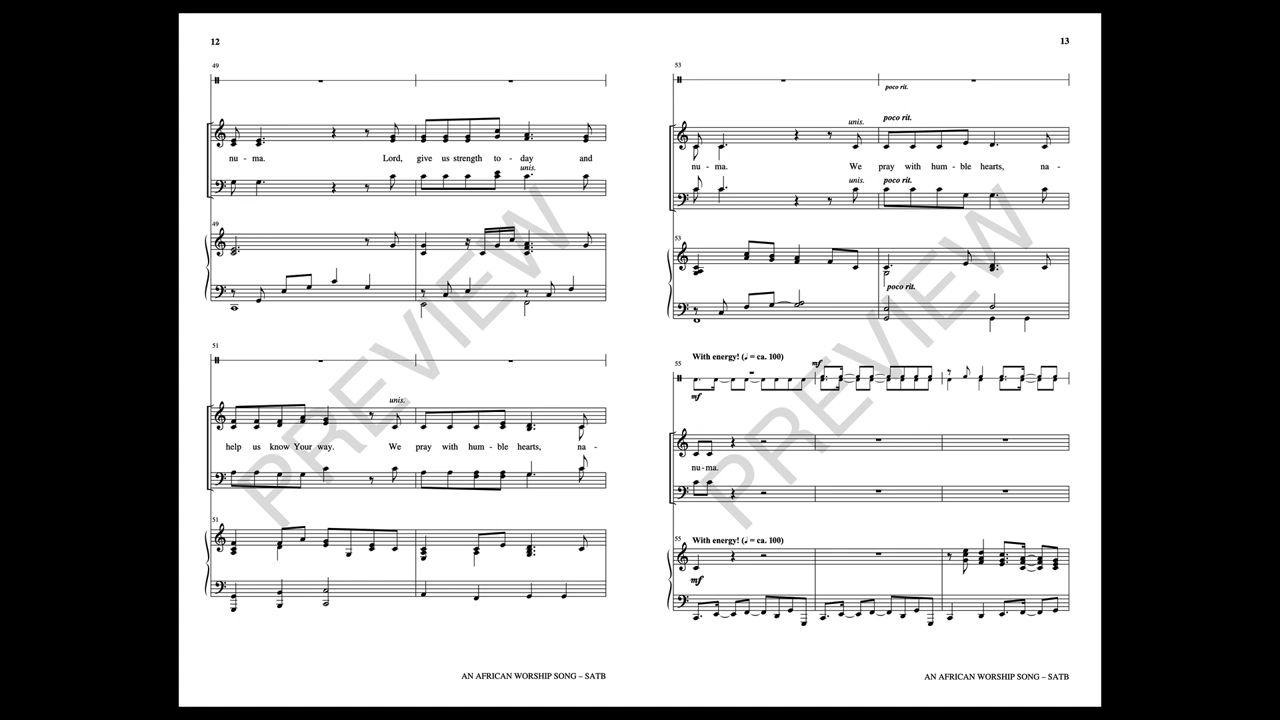 12
49
nu - ma. Lord, give us strength to - day and
unis.
49
51
unis.
help us know Your way. We pray with hum - ble hearts, na -
51
PREVIEW
AN AFRICAN WORSHIP SONG – SATB
13
53
poco rit.
unis. poco rit.
nu - ma. We pray with hum - ble hearts, na -
unis. poco rit.
53
poco rit.
With energy! (♩ = ca. 100) mf
55
mf
nu - ma.
With energy! (♩ = ca. 100)
55
mf
PREVIEW
AN AFRICAN WORSHIP SONG – SATB